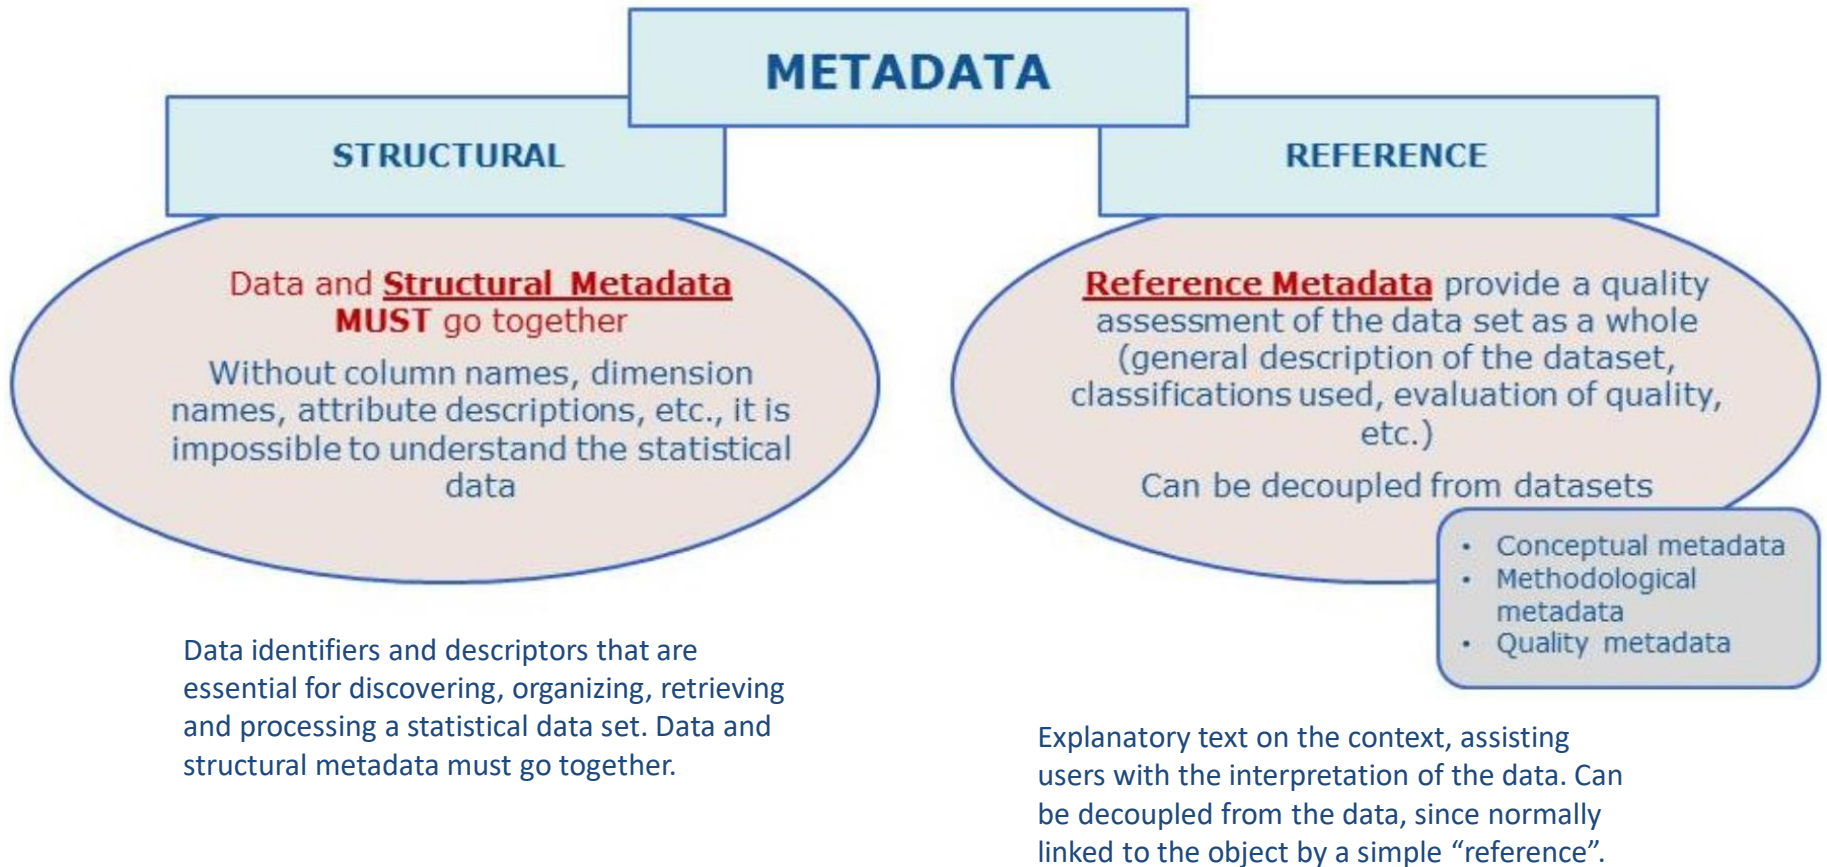 METADATA
STRUCTURAL
Data and Structural Metadata
MUST go together
Without column names, dimension
names, attribute descriptions, etc., it is
impossible to understand the statistical
data
Data identifiers and descriptors that are
essential for discovering, organizing, retrieving
and processing a statistical data set. Data and
structural metadata must go together.
REFERENCE
Reference Metadata provide a quality
assessment of the data set as a whole
(general description of the dataset,
classifications used, evaluation of quality,
etc.)
Can be decoupled from datasets
• Conceptual metadata
• Methodological
metadata
• Quality metadata
Explanatory text on the context, assisting
users with the interpretation of the data. Can
be decoupled from the data, since normally
linked to the object by a simple “reference”.